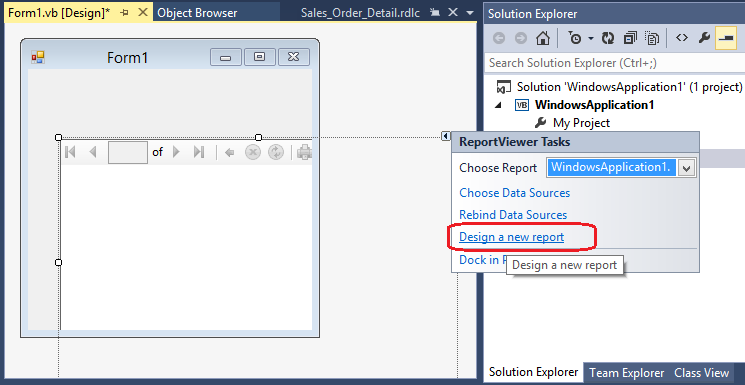 Form1.vb [Design]*
Object Browser
Sales_Order_Detail.rdlc
Form1
of
Solution Explorer
Search Solution Explorer (Ctrl+;)
Solution 'WindowsApplication1' (1 project)
VB WindowsApplication1
My Project
ReportViewer Tasks
Choose Report WindowsApplication1.
Choose Data Sources
Rebind Data Sources
Design a new report
Dock in
Design a new report
Solution Explorer Team Explorer Class View